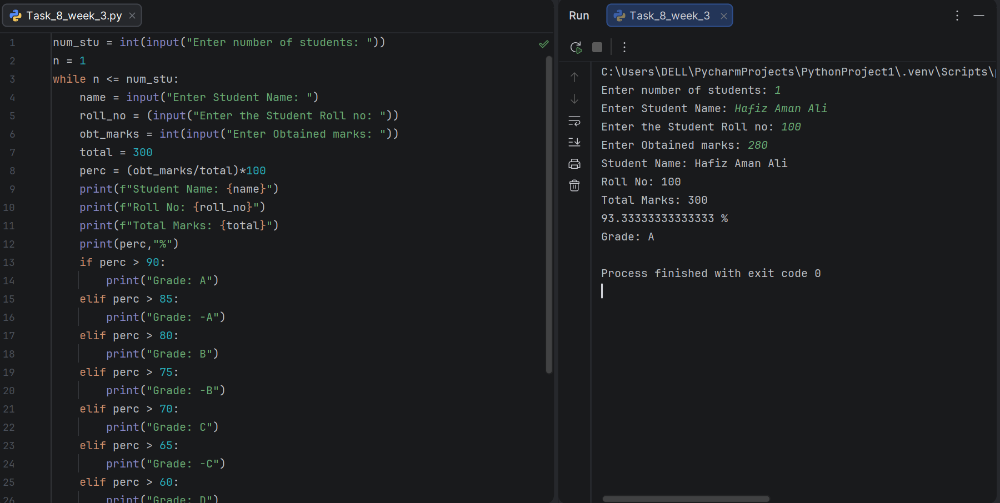 Task_8_week_3.py
1 num_stu = int(input("Enter number of students: "))
2 n = 1
3 while n <= num_stu:
4     name = input("Enter Student Name: ")
5     roll_no = (input("Enter the Student Roll no: "))
6     obt_marks = int(input("Enter Obtained marks: "))
7     total = 300
8     perc = (obt_marks/total)*100
9     print(f"Student Name: {name}")
10     print(f"Roll No: {roll_no}")
11     print(f"Total Marks: {total}")
12     print(perc,"%")
13     if perc > 90:
14         print("Grade: A")
15     elif perc > 85:
16         print("Grade: -A")
17     elif perc > 80:
18         print("Grade: B")
19     elif perc > 75:
20         print("Grade: -B")
21     elif perc > 70:
22         print("Grade: C")
23     elif perc > 65:
24         print("Grade: -C")
25     elif perc > 60:
26         print("Grade: D")
Run Task_8_week_3
C:\Users\DELL\PycharmProjects\PythonProject1\.venv\Scripts\
Enter number of students: 1
Enter Student Name: Hafiz Aman Ali
Enter the Student Roll no: 100
Enter Obtained marks: 280
Student Name: Hafiz Aman Ali
Roll No: 100
Total Marks: 300
93.33333333333333 %
Grade: A
Process finished with exit code 0